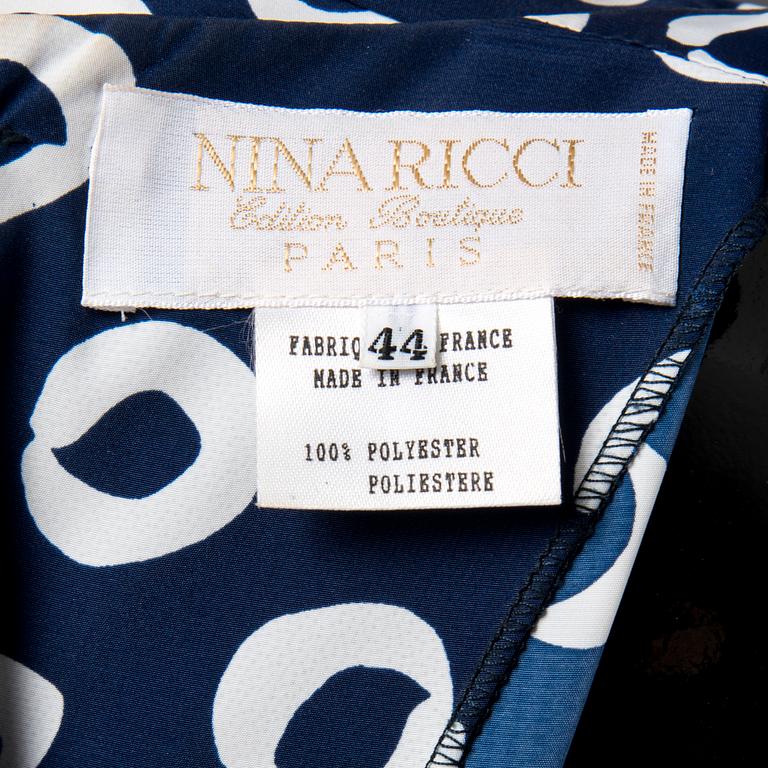 NINA RICCI
Edition Boutique
PARIS
MADE IN FRANCE
44
FABRIQ FRANCE
MADE IN FRANCE
100% POLYESTER
POLIESTERE